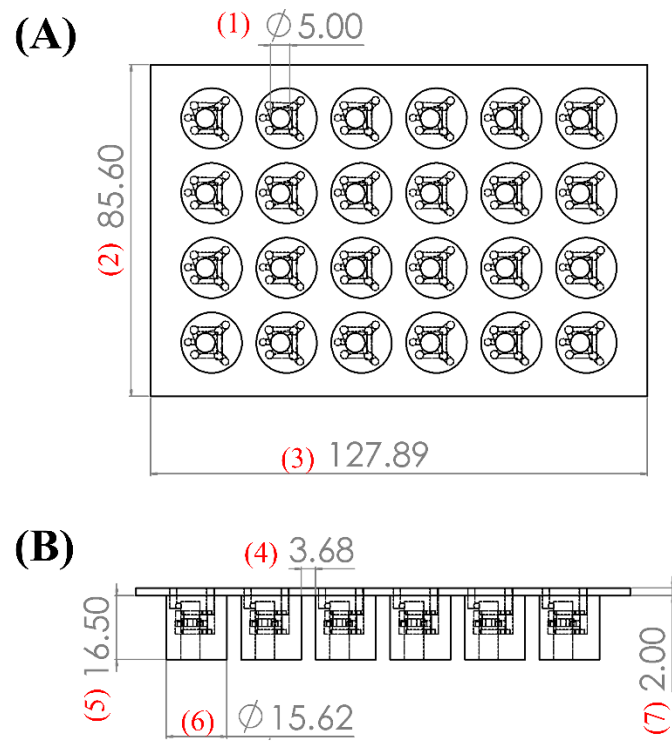 (A)
(1) ∅ 5.00
(2) 85.60
(3) 127.89
(B)
(4) 3.68
(5) 16.50
(6) ∅ 15.62
(7) 2.00